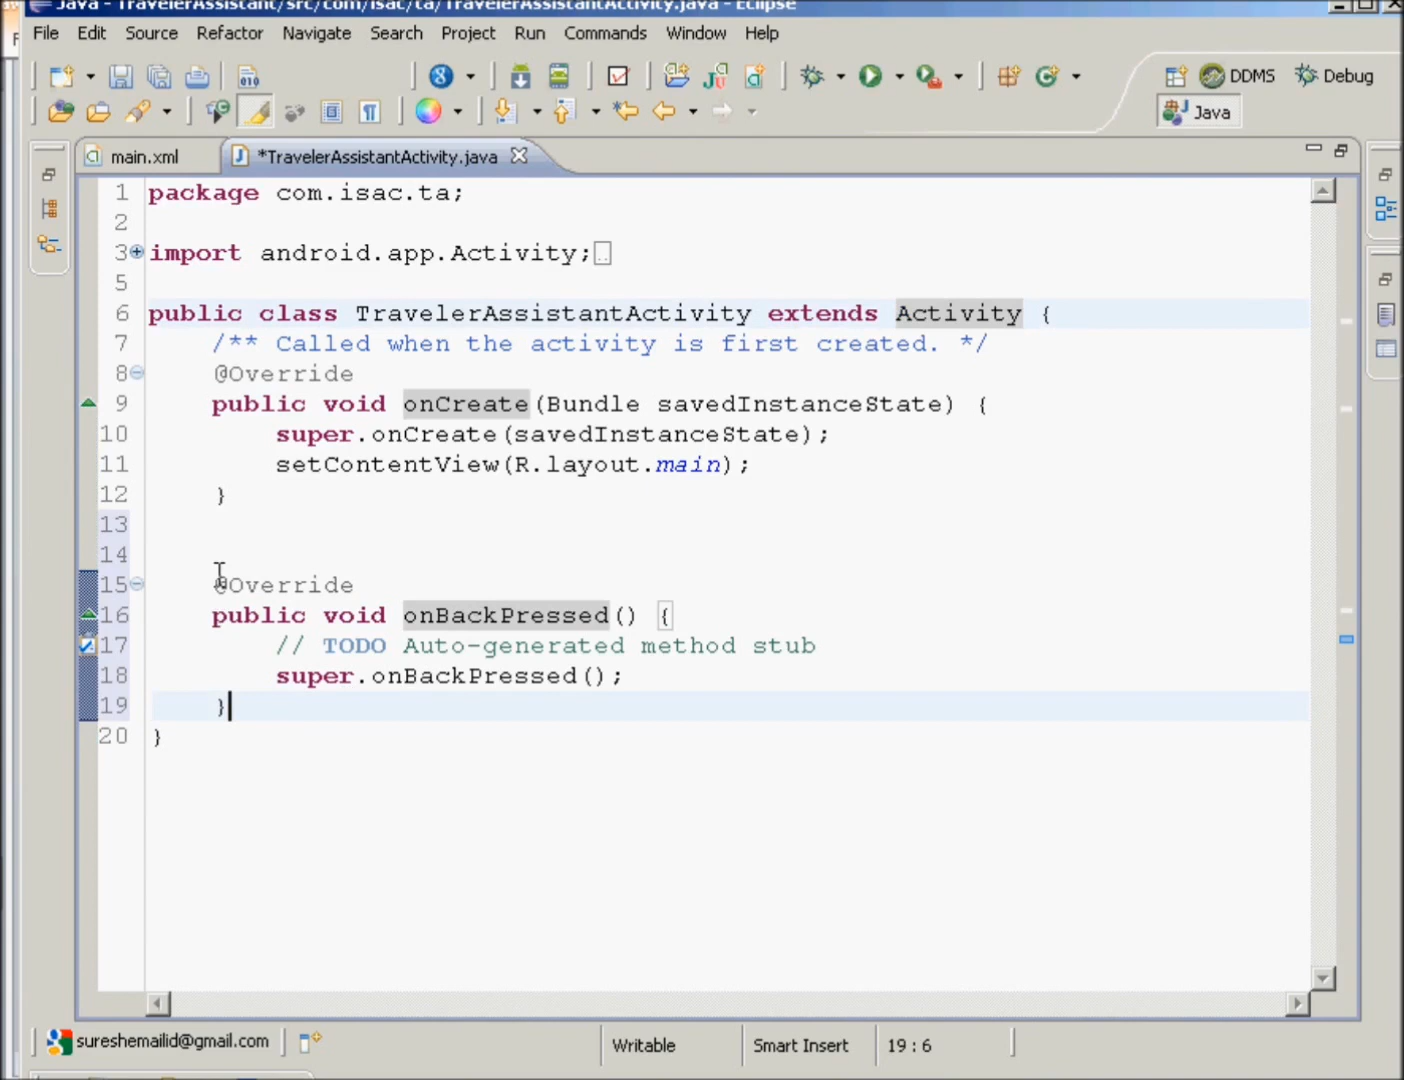 Java - TravelerAssistant/src/com/isac/ta/TravelerAssistantActivity.java - Eclipse
File Edit Source Refactor Navigate Search Project Run Commands Window Help
DDMS Debug
Java
main.xml *TravelerAssistantActivity.java
1 package com.isac.ta;
2
3 import android.app.Activity;
5
6 public class TravelerAssistantActivity extends Activity {
7 /** Called when the activity is first created. */
8 @Override
9 public void onCreate(Bundle savedInstanceState) {
10 super.onCreate(savedInstanceState);
11 setContentView(R.layout.main);
12 }
13
14
15 @Override
16 public void onBackPressed() {
17 // TODO Auto-generated method stub
18 super.onBackPressed();
19 }
20 }
sureshemailid@gmail.com Writable Smart Insert 19 : 6